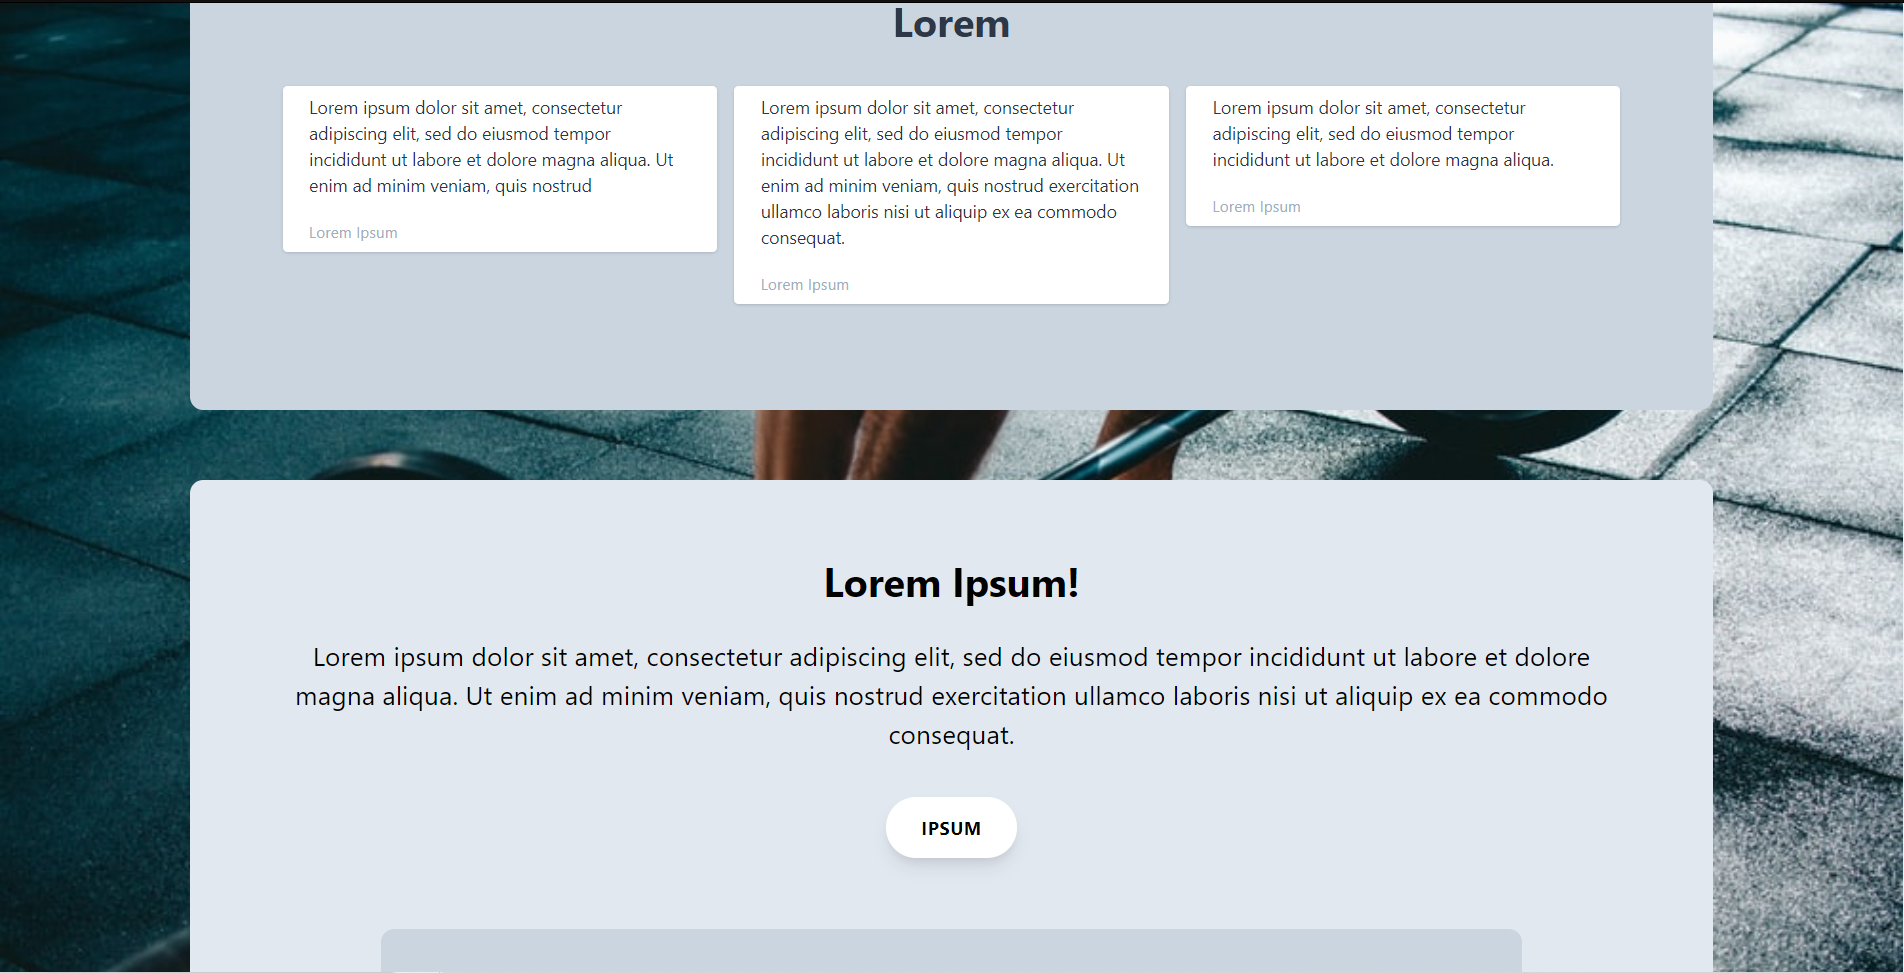 Lorem
Lorem ipsum dolor sit amet, consectetur
adipiscing elit, sed do eiusmod tempor
incididunt ut labore et dolore magna aliqua. Ut
enim ad minim veniam, quis nostrud
Lorem Ipsum
Lorem ipsum dolor sit amet, consectetur
adipiscing elit, sed do eiusmod tempor
incididunt ut labore et dolore magna aliqua. Ut
enim ad minim veniam, quis nostrud exercitation
ullamco laboris nisi ut aliquip ex ea commodo
consequat.
Lorem Ipsum
Lorem ipsum dolor sit amet, consectetur
adipiscing elit, sed do eiusmod tempor
incididunt ut labore et dolore magna aliqua.
Lorem Ipsum
Lorem Ipsum!
Lorem ipsum dolor sit amet, consectetur adipiscing elit, sed do eiusmod tempor incididunt ut labore et dolore
magna aliqua. Ut enim ad minim veniam, quis nostrud exercitation ullamco laboris nisi ut aliquip ex ea commodo
consequat.
IPSUM